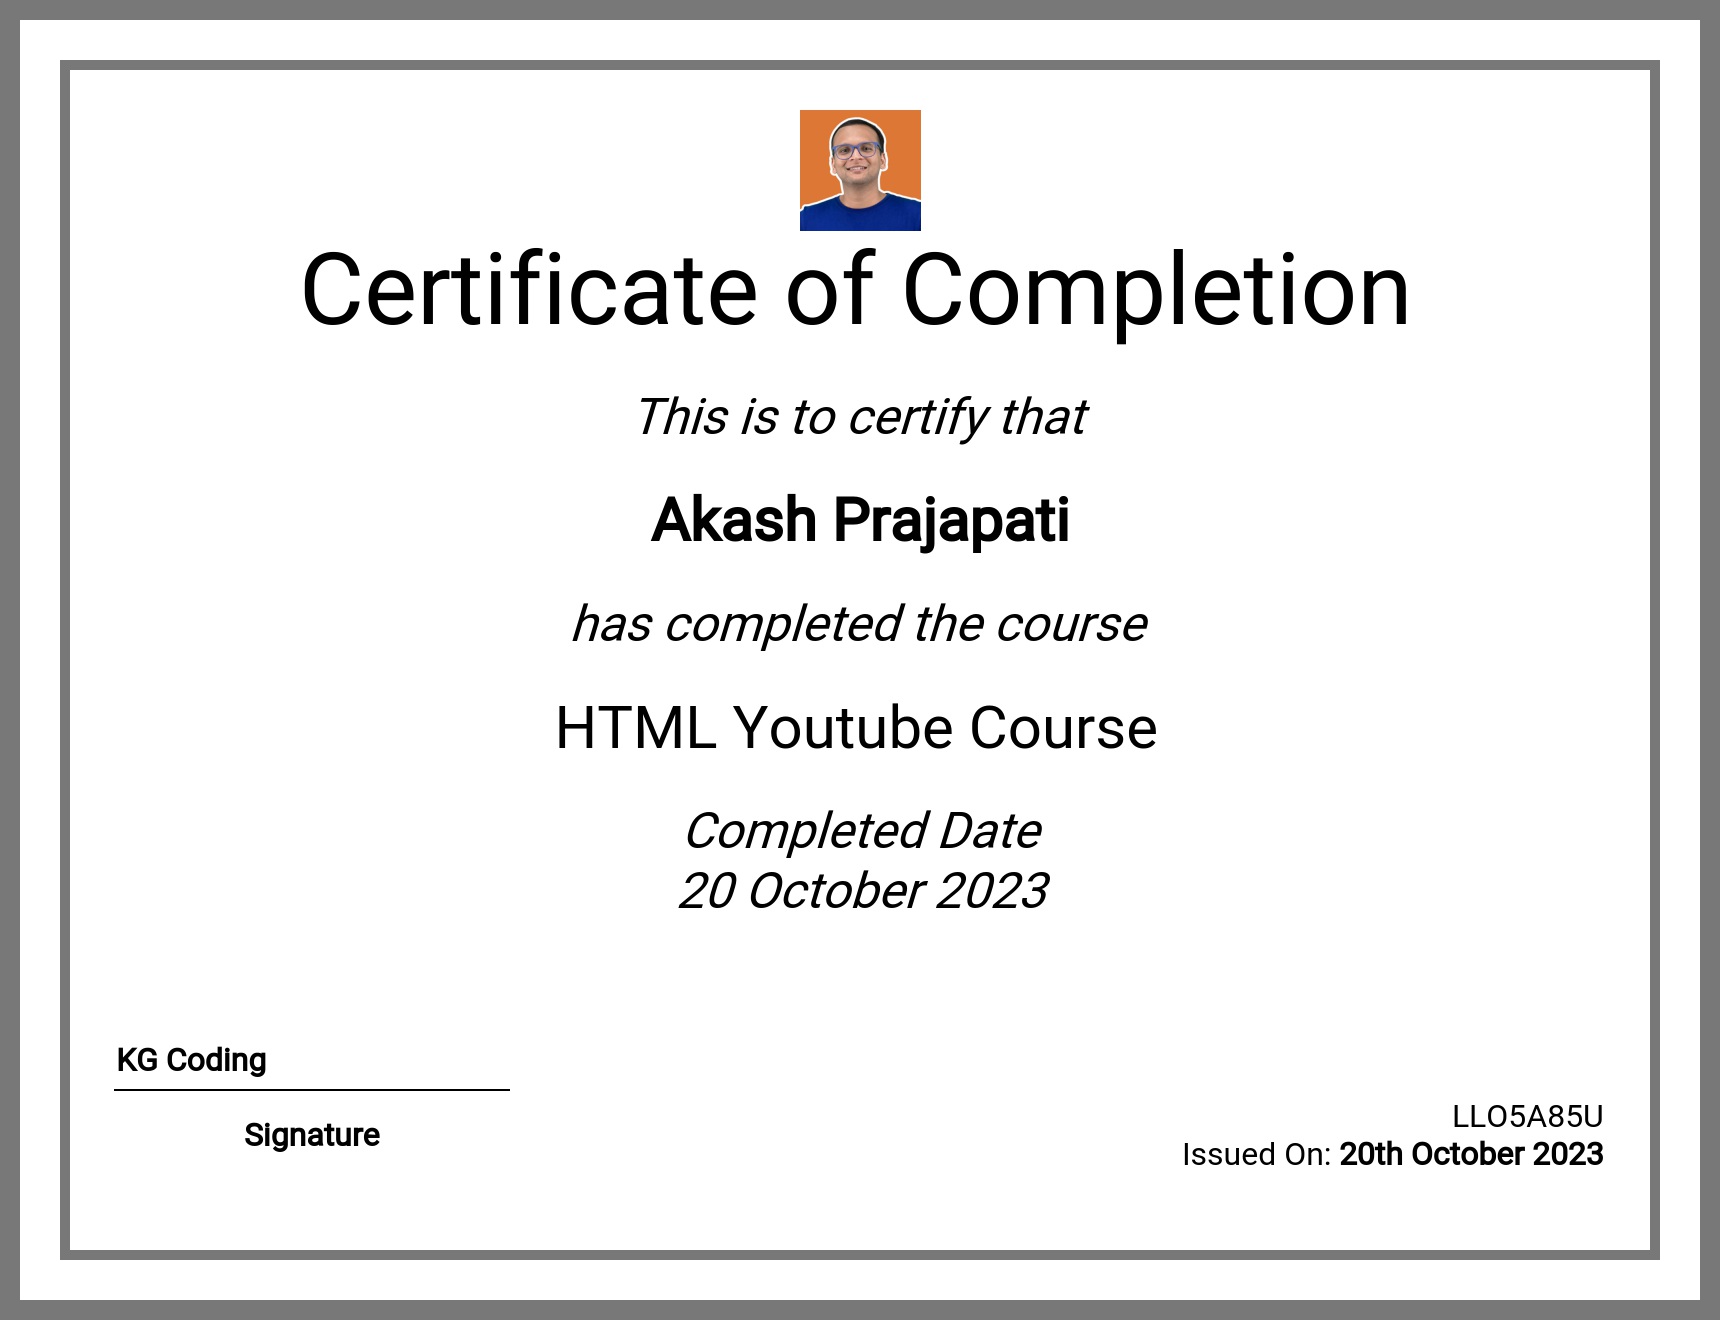 Certificate of Completion
This is to certify that
Akash Prajapati
has completed the course
HTML Youtube Course
Completed Date
20 October 2023
KG Coding
Signature
LLO5A85U
Issued On: 20th October 2023